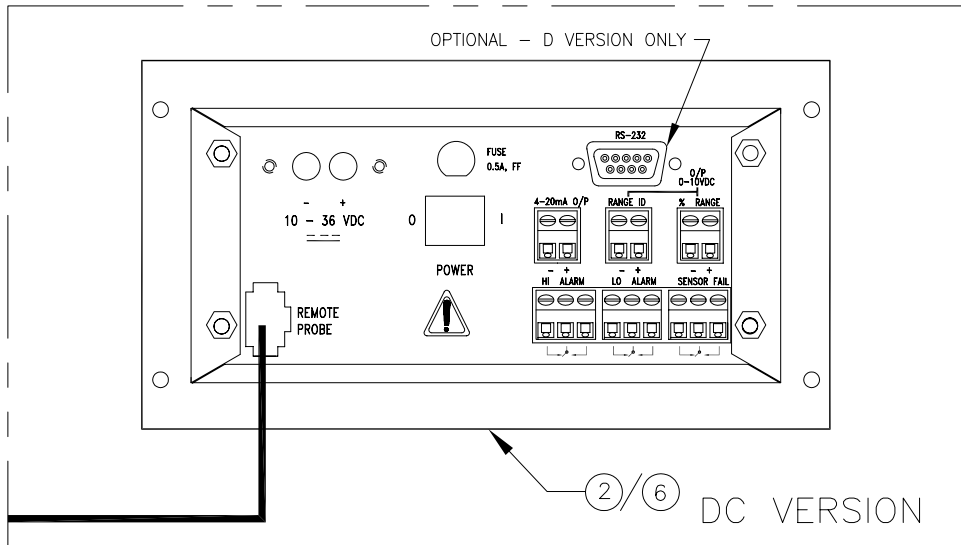 OPTIONAL – D VERSION ONLY
RS-232
FUSE
0.5A, FF
O/P
0-10VDC
4-20mA O/P RANGE ID % RANGE
- +
10 – 36 VDC
O I
- + - + - +
POWER
HI ALARM LO ALARM SENSOR FAIL
!
REMOTE
PROBE
2/6 DC VERSION